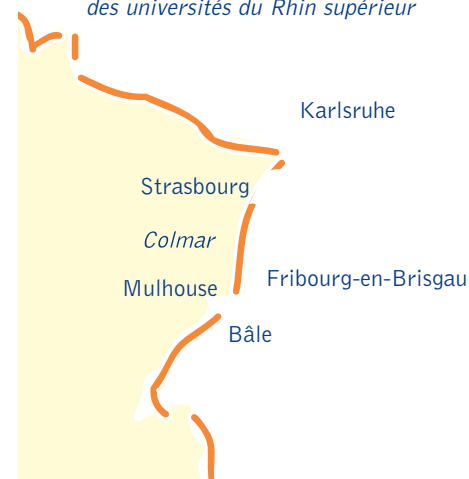 des universités du Rhin supérieur
Karlsruhe
Strasbourg
Colmar
Fribourg-en-Brisgau
Mulhouse
Bâle